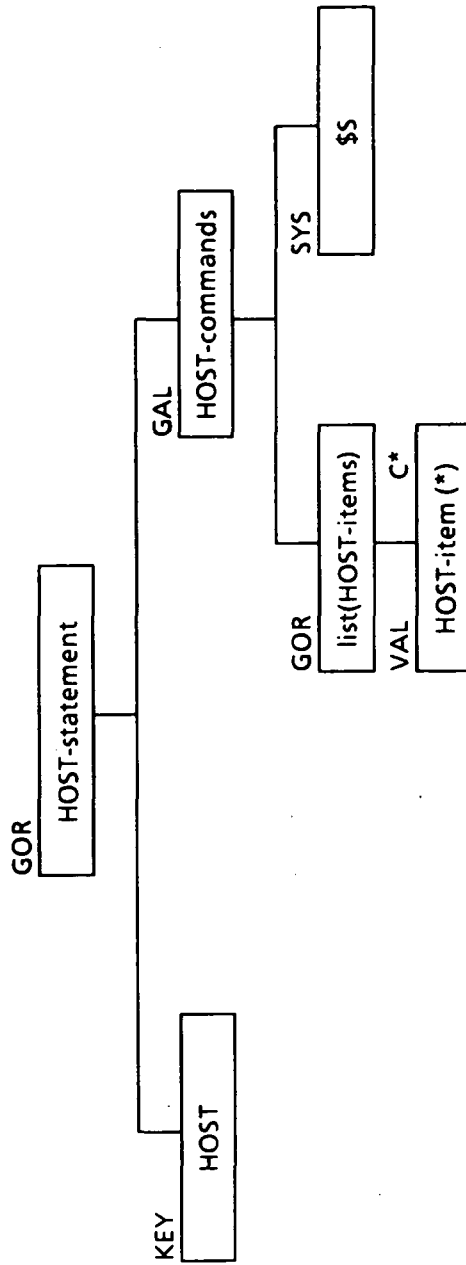 GOR
HOST-statement
KEY
HOST
GAL
HOST-commands
GOR
list(HOST-items)
VAL C*
HOST-item (*)
SYS
$S